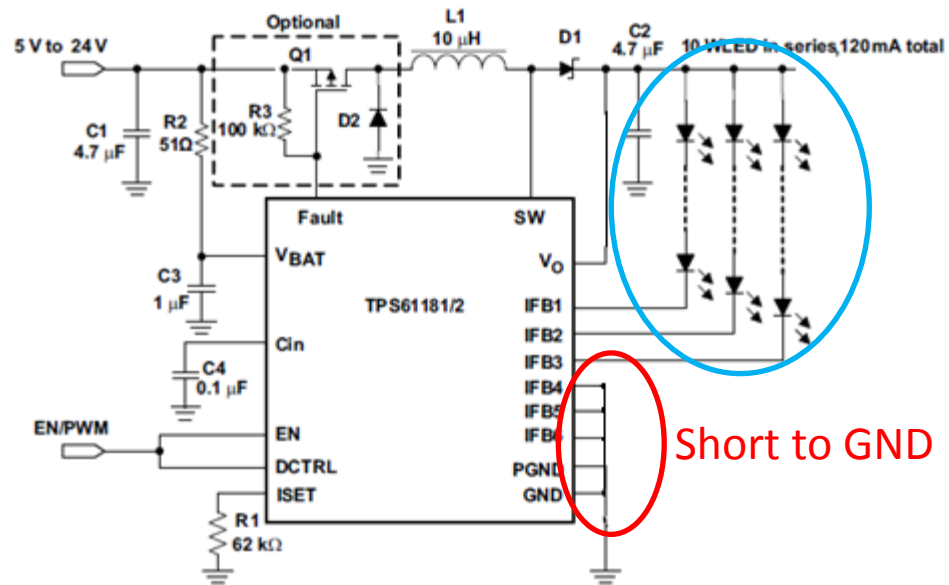 Optional
L1
10 μH
5 V to 24 V
Q1
D1
C2
4.7 μF
10 WLED in series,120 mA total
R3
100 kΩ
R2
51Ω
D2
C1
4.7 μF
Fault
SW
VBAT
VO
C3
1 μF
TPS61181/2
IFB1
IFB2
IFB3
Cin
C4
0.1 μF
IFB4
IFB5
IFB6
Short to GND
EN/PWM
EN
DCTRL
PGND
ISET
GND
R1
62 kΩ